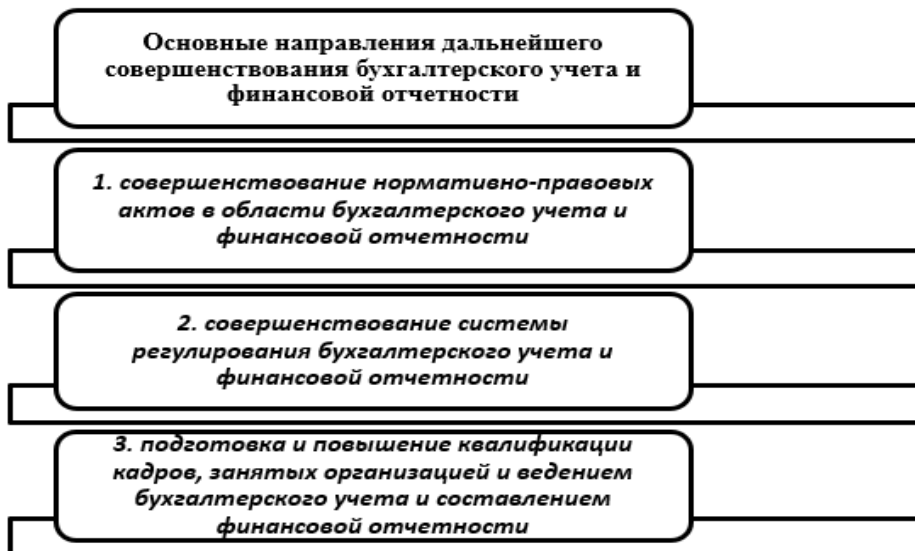 Основные направления дальнейшего
совершенствования бухгалтерского учета и
финансовой отчетности
1. совершенствование нормативно-правовых
актов в области бухгалтерского учета и
финансовой отчетности
2. совершенствование системы
регулирования бухгалтерского учета и
финансовой отчетности
3. подготовка и повышение квалификации
кадров, занятых организацией и ведением
бухгалтерского учета и составлением
финансовой отчетности